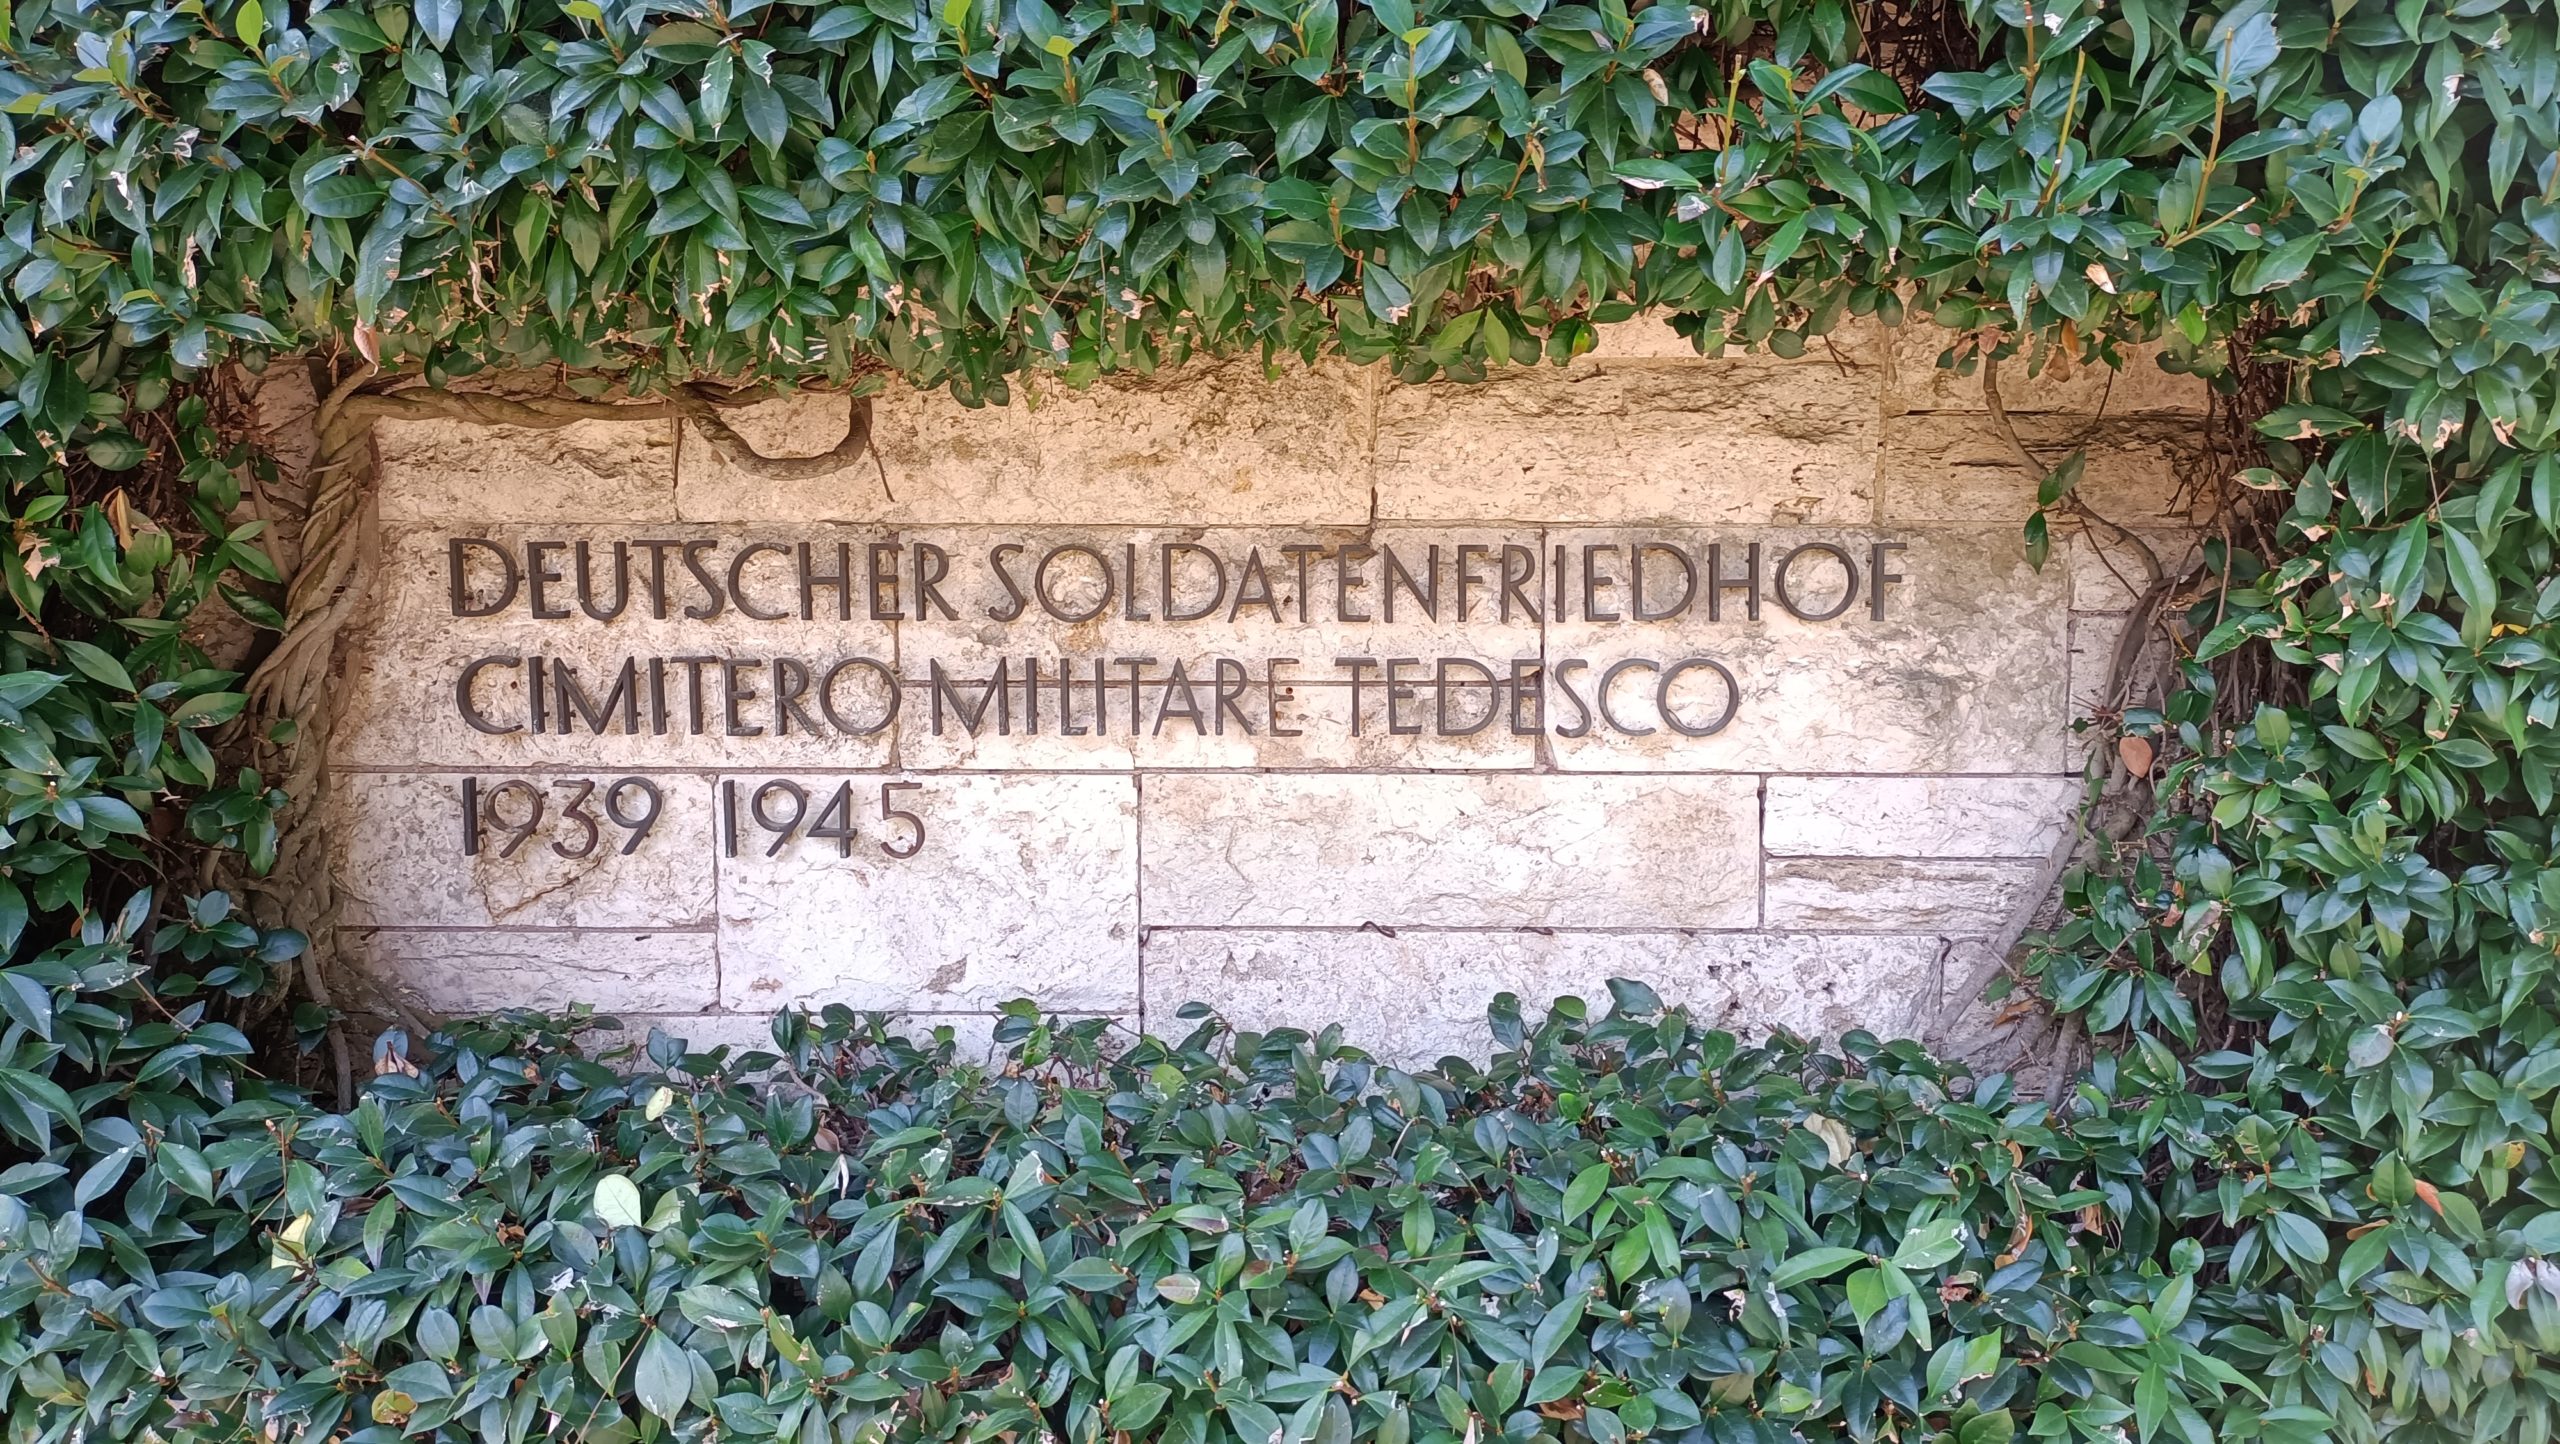 DEUTSCHER SOLDATENFRIEDHOF
CIMITERO MILITARE TEDESCO
1939 1945